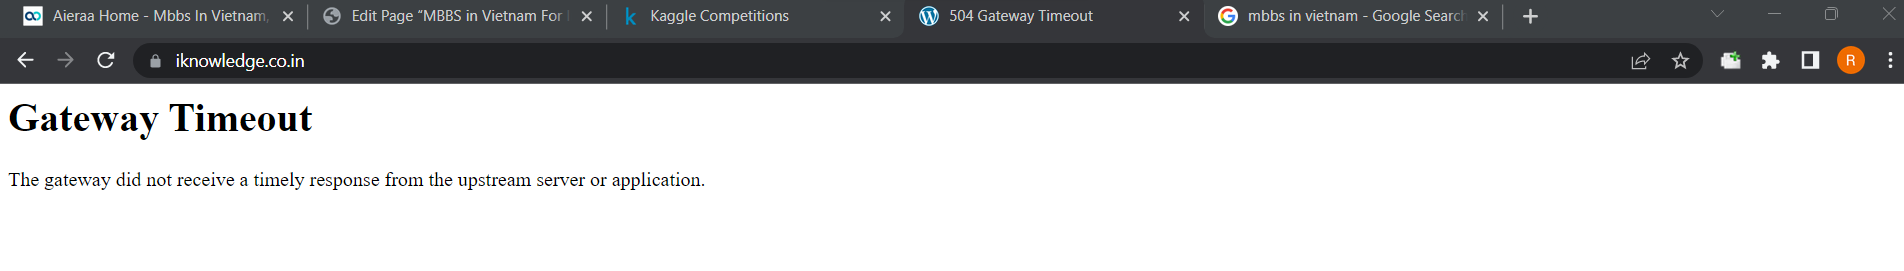 Aieraa Home - Mbbs In Vietnam,
Edit Page “MBBS in Vietnam For
Kaggle Competitions
504 Gateway Timeout
mbbs in vietnam - Google Search
iknowledge.co.in
R
Gateway Timeout
The gateway did not receive a timely response from the upstream server or application.